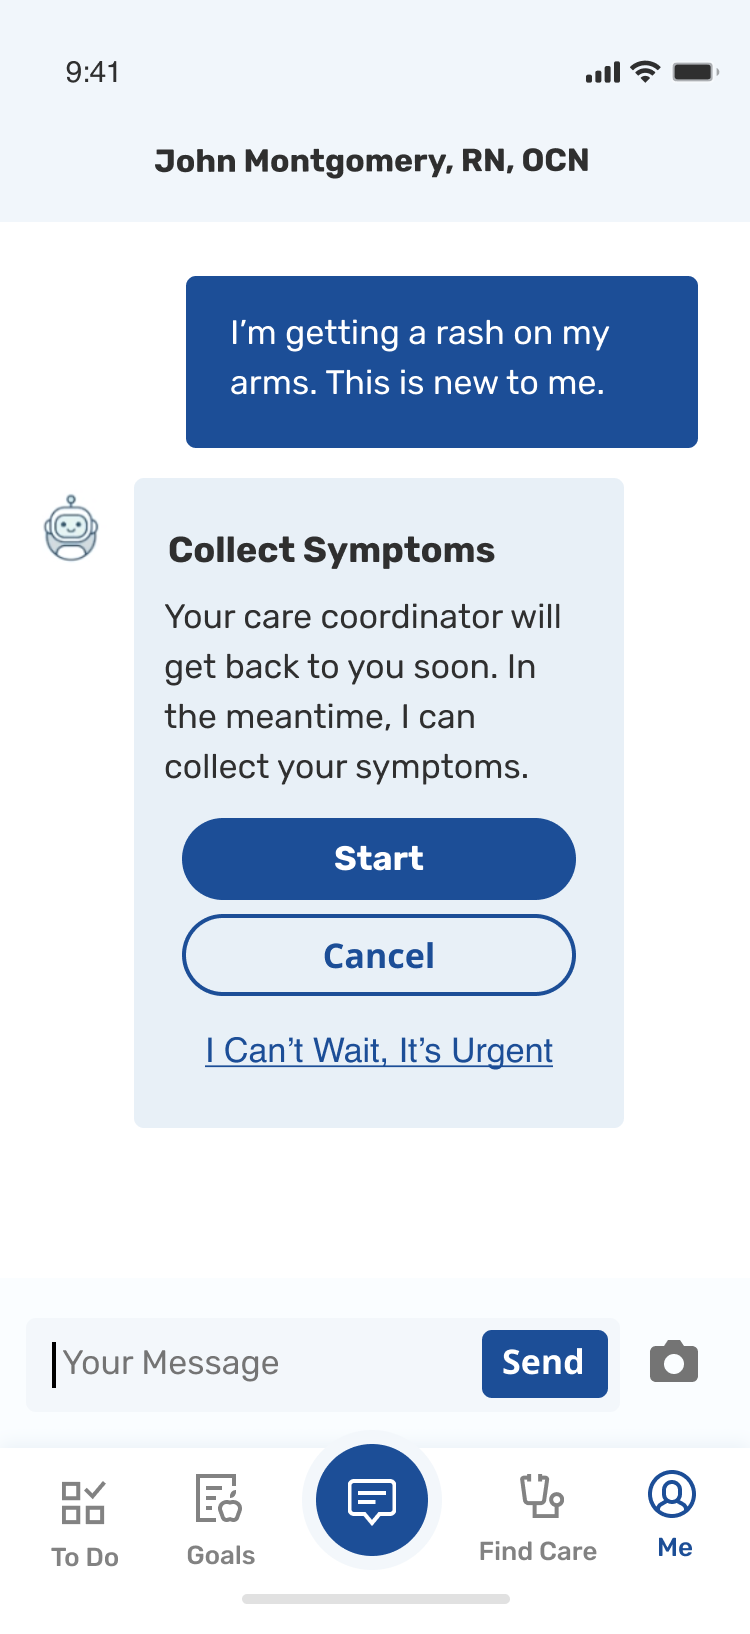 9:41
John Montgomery, RN, OCN
I’m getting a rash on my
arms. This is new to me.
Collect Symptoms
Your care coordinator will
get back to you soon. In
the meantime, I can
collect your symptoms.
Start
Cancel
I Can’t Wait, It’s Urgent
Your Message
Send
To Do
Goals
Find Care
Me